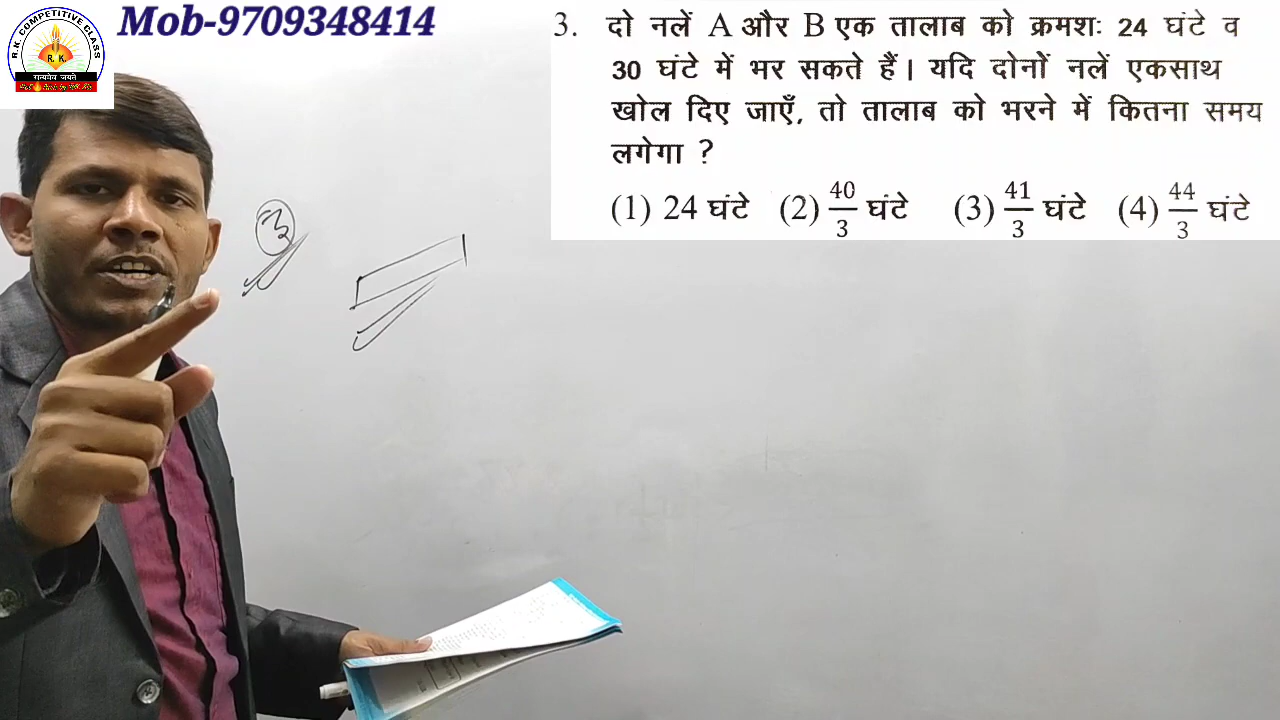 R.K COMPETITIVE CLASS
R. K.
सत्यमेव जयते
Mob-9709348414
3. दो नलें A और B एक तालाब को क्रमशः 24 घंटे व
30 घंटे में भर सकते हैं। यदि दोनों नलें एकसाथ
खोल दिए जाएँ, तो तालाब को भरने में कितना समय
लगेगा ?
(1) 24 घंटे (2) 40/3 घंटे (3) 41/3 घंटे (4) 44/3 घंटे
3